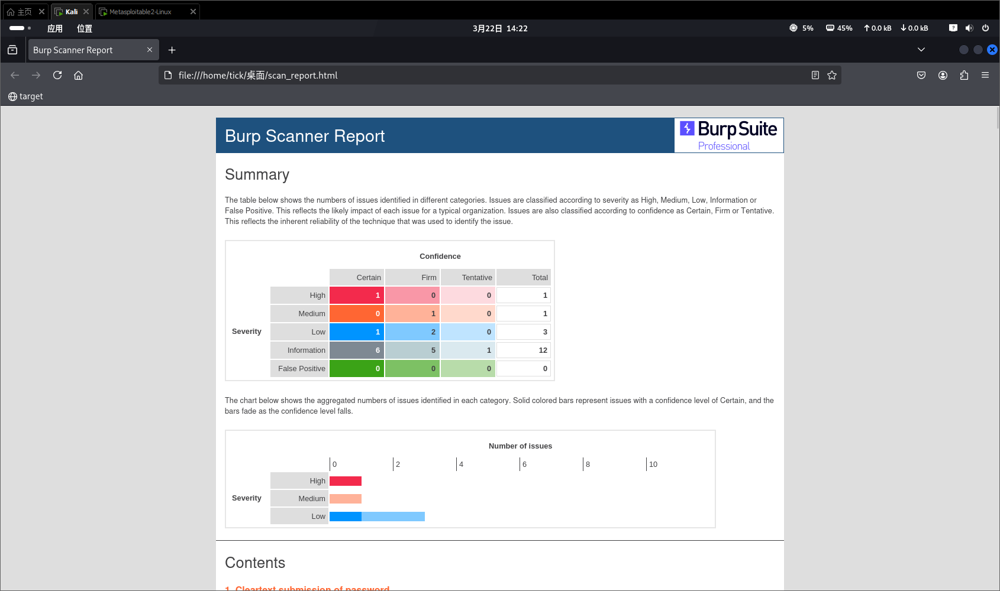 主页
Kali
Metasploitable2-Linux
应用 位置
3月22日 14:22
5% 45% 0.0 kB 0.0 kB
Burp Scanner Report
file:///home/tick/桌面/scan_report.html
target
Burp Scanner Report
Burp Suite
Professional
Summary
The table below shows the numbers of issues identified in different categories. Issues are classified according to severity as High, Medium, Low, Information or
False Positive. This reflects the likely impact of each issue for a typical organization. Issues are also classified according to confidence as Certain, Firm or Tentative.
This reflects the inherent reliability of the technique that was used to identify the issue.
Confidence
Certain Firm Tentative Total
High 1 0 0 1
Medium 0 1 0 1
Severity Low 1 2 0 3
Information 6 5 1 12
False Positive 0 0 0 0
The chart below shows the aggregated numbers of issues identified in each category. Solid colored bars represent issues with a confidence level of Certain, and the
bars fade as the confidence level falls.
Number of issues
0 2 4 6 8 10
High
Severity Medium
Low
Contents
1. Cleartext submission of password